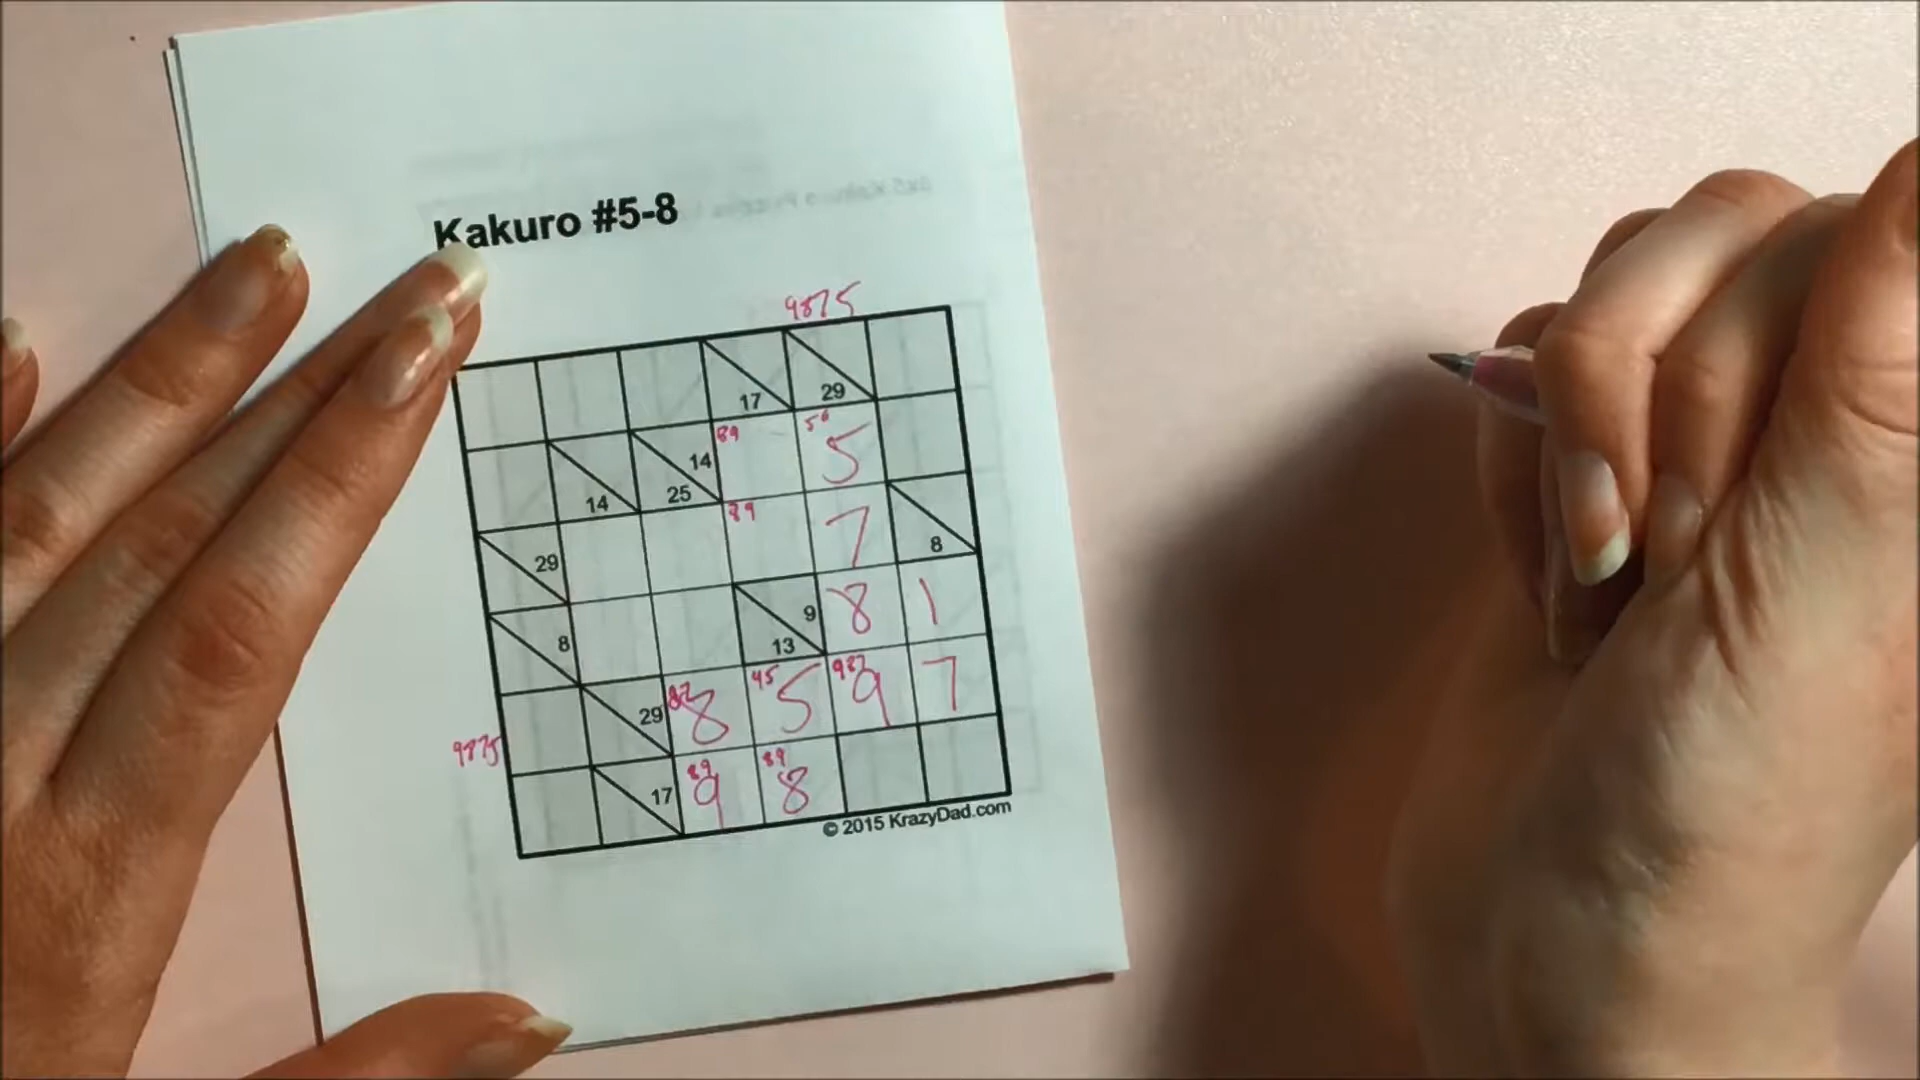 Kakuro #5-8
9875
17 29
89 56
14 5
14 25
89
29 7 8
8 9 13 8 1
87 45 987
29 8 5 9 7
9875
89 89
17 9 8
© 2015 KrazyDad.com